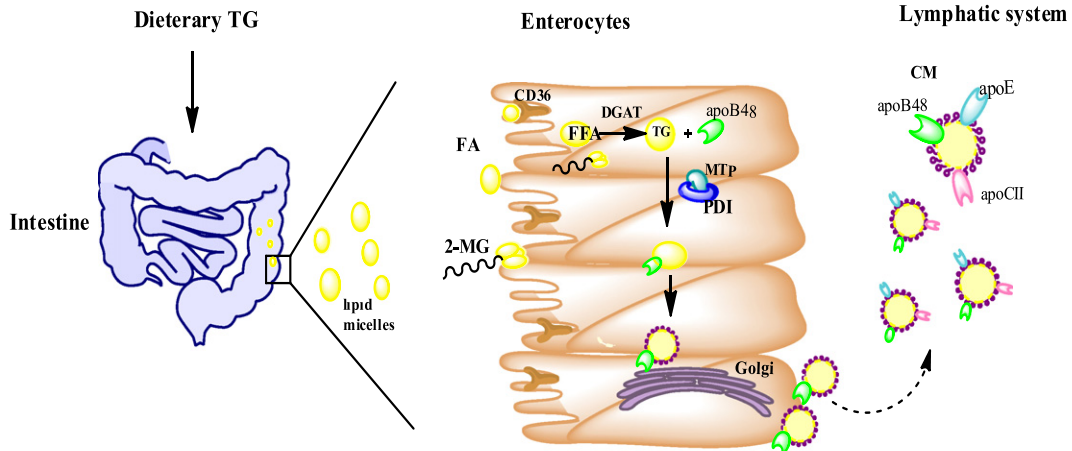 Dieterary TG
Enterocytes
Lymphatic system
Intestine
lipid
micelles
FA
2-MG
CD36
DGAT
apoB48
FFA
TG
+
MTP
PDI
Golgi
CM
apoB48
apoE
apoCII